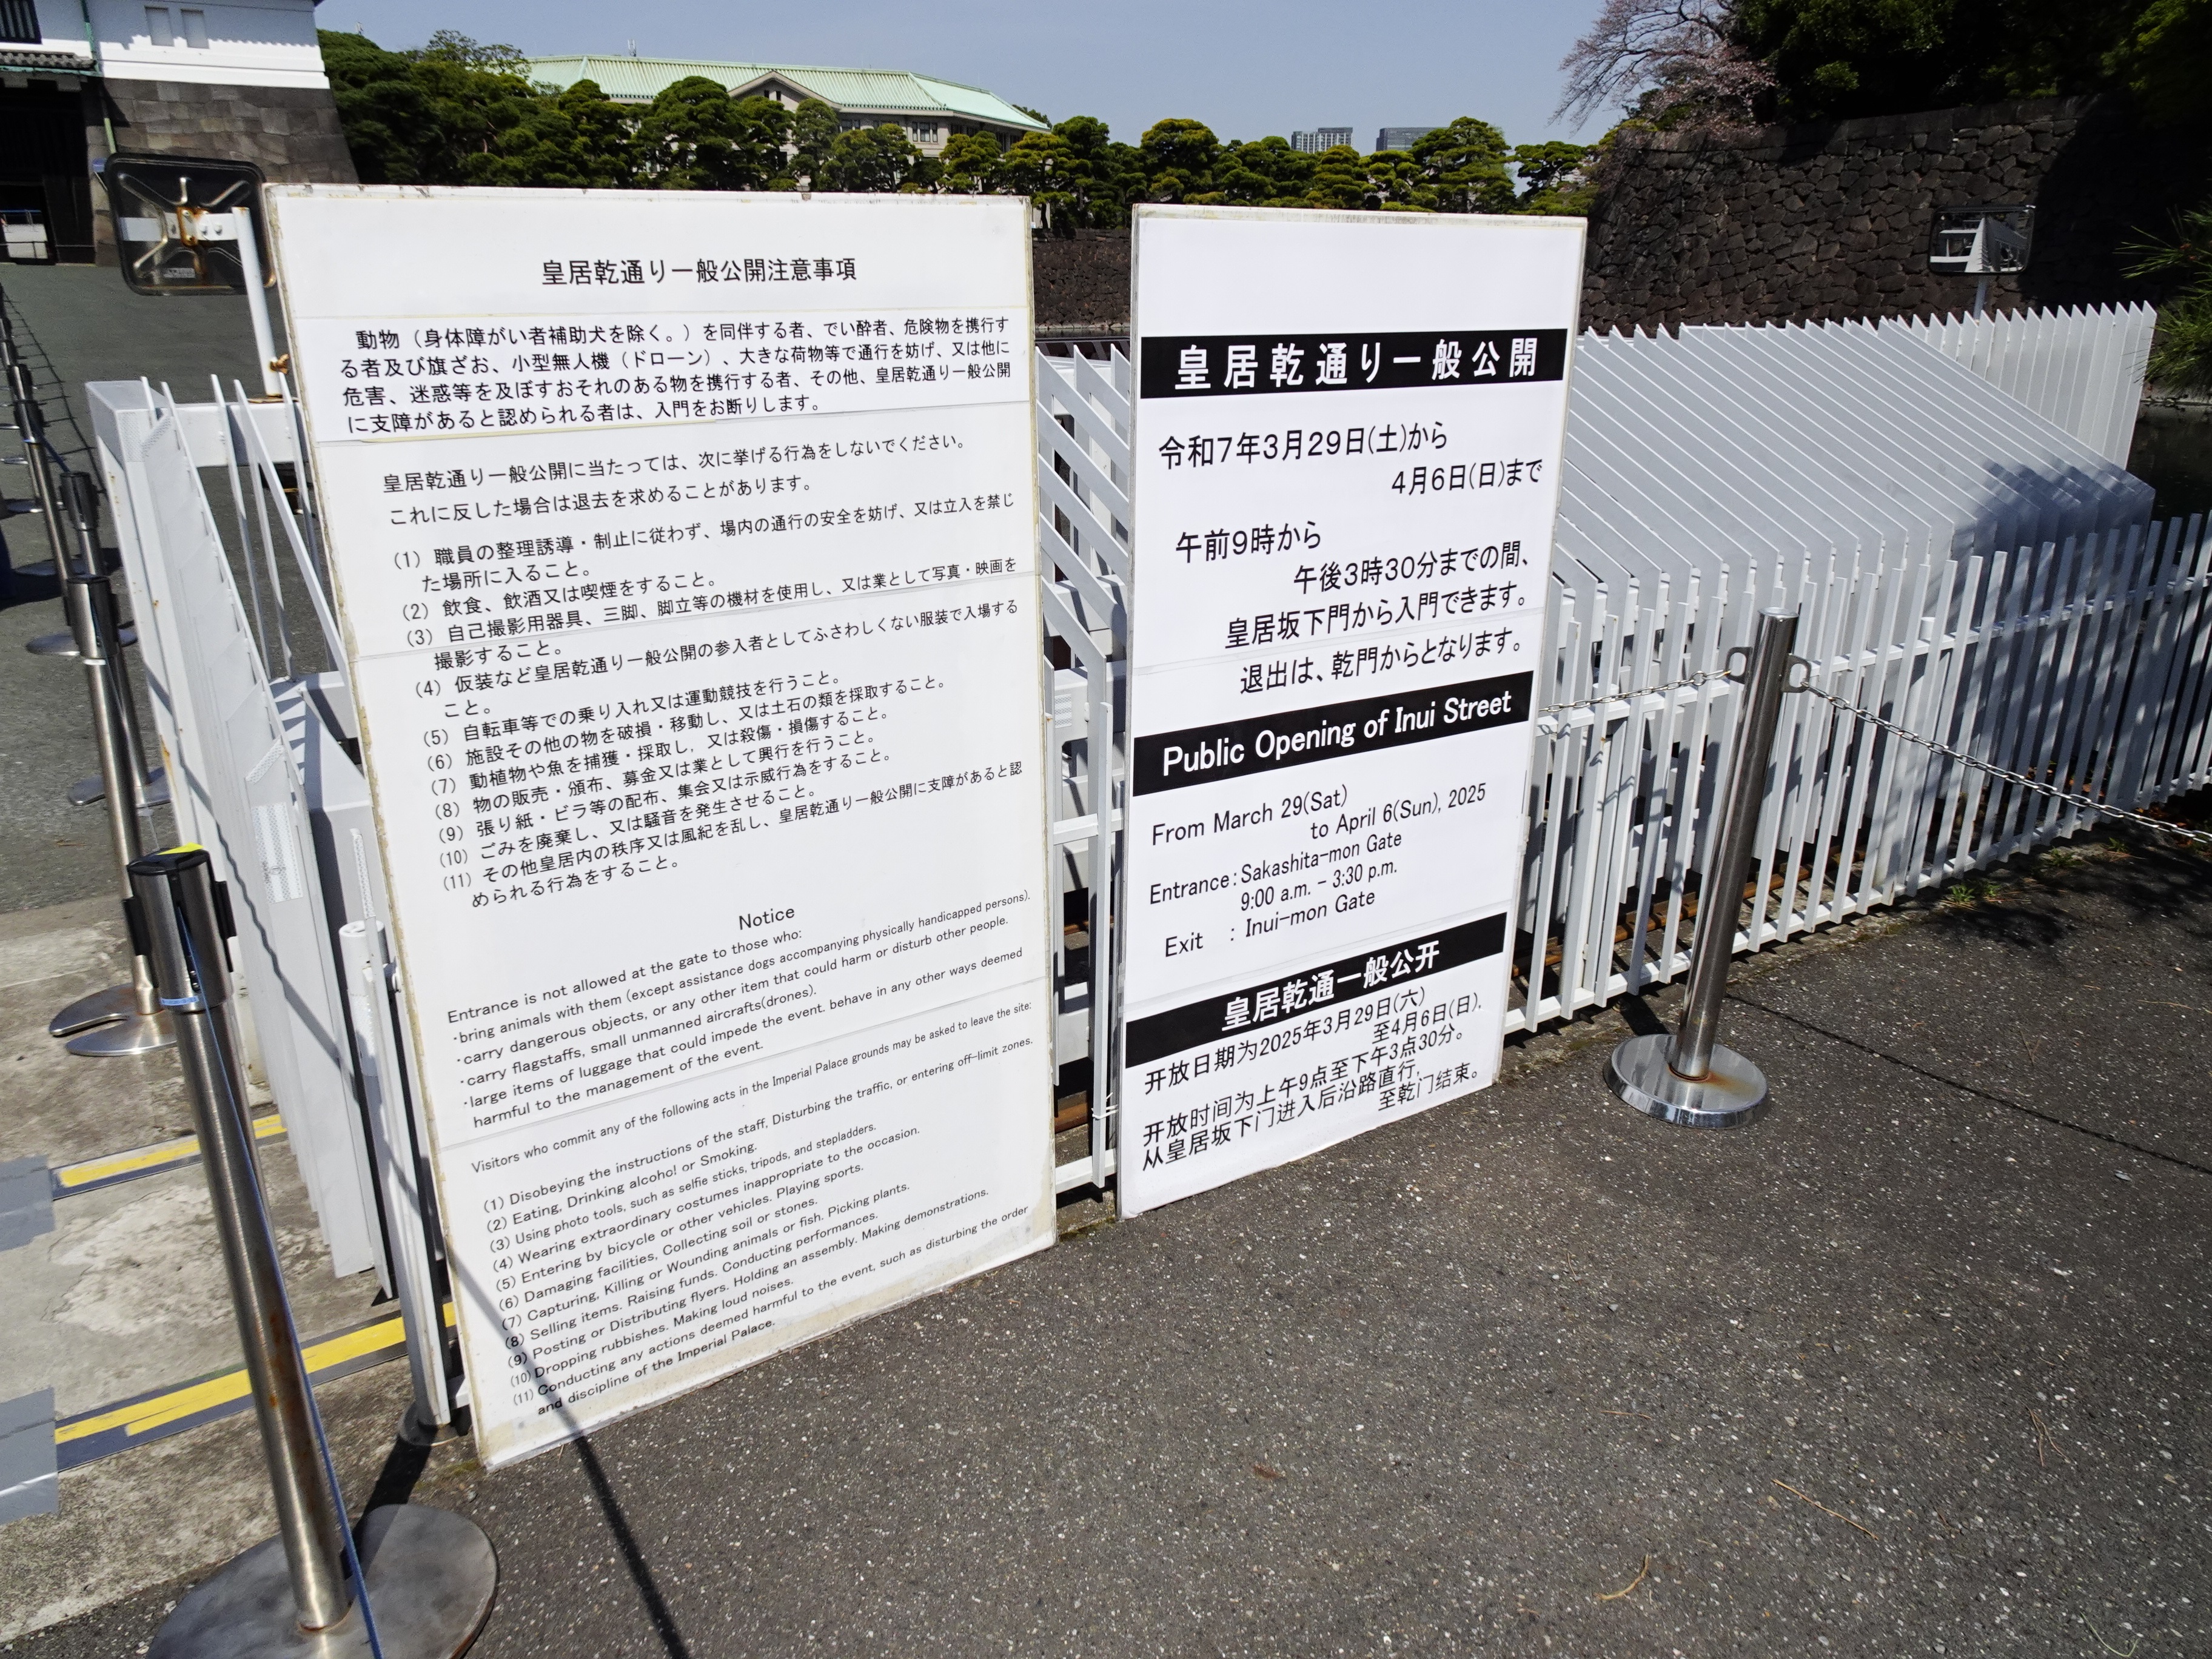 皇居乾通り一般公開注意事項
動物（身体障がい者補助犬を除く。）を同伴する者、でい酔者、危険物を携行す
る者及び旗ざお、小型無人機（ドローン）、大きな荷物等で通行を妨げ、又は他に
危害、迷惑等を及ぼすおそれのある物を携行する者、その他、皇居乾通り一般公開
に支障があると認められる者は、入門をお断りします。
皇居乾通り一般公開に当たっては、次に挙げる行為をしないでください。
これに反した場合は退去を求めることがあります。
（1）職員の整理誘導・制止に従わず、場内の通行の安全を妨げ、又は立入を禁じ
た場所に入ること。
（2）飲食、飲酒又は喫煙をすること。
（3）自己撮影用器具、三脚、脚立等の機材を使用し、又は業として写真・映画を
撮影すること。
（4）仮装など皇居乾通り一般公開の参入者としてふさわしくない服装で入場する
こと。
（5）自転車等での乗り入れ又は運動競技を行うこと。
（6）施設その他の物を破損・移動し、又は土石の類を採取すること。
（7）動植物や魚を捕獲・採取し，又は殺傷・損傷すること。
（8）物の販売・頒布、募金又は業として興行を行うこと。
（9）張り紙・ビラ等の配布、集会又は示威行為をすること。
（10）ごみを廃棄し、又は騒音を発生させること。
（11）その他皇居内の秩序又は風紀を乱し、皇居乾通り一般公開に支障があると認
められる行為をすること。
Notice
Entrance is not allowed at the gate to those who:
・bring animals with them (except assistance dogs accompanying physically handicapped persons).
・carry dangerous objects, or any other item that could harm or disturb other people.
・carry flagstaffs, small unmanned aircrafts(drones).
・large items of luggage that could impede the event. behave in any other ways deemed
harmful to the management of the event.
Visitors who commit any of the following acts in the Imperial Palace grounds may be asked to leave the site:
(1) Disobeying the instructions of the staff, Disturbing the traffic, or entering off-limit zones.
(2) Eating, Drinking alcohol or Smoking.
(3) Using photo tools, such as selfie sticks, tripods, and stepladders.
(4) Wearing extraordinary costumes inappropriate to the occasion.
(5) Entering by bicycle or other vehicles. Playing sports.
(6) Damaging facilities, Collecting soil or stones.
(7) Capturing, Killing or Wounding animals or fish. Picking plants.
(8) Selling items. Raising funds. Conducting performances.
(9) Posting or Distributing flyers. Holding an assembly. Making demonstrations.
(10) Dropping rubbishes. Making loud noises.
(11) Conducting any actions deemed harmful to the event, such as disturbing the order
and discipline of the Imperial Palace.
皇居乾通り一般公開
令和7年3月29日(土)から
4月6日(日)まで
午前9時から
午後3時30分までの間、
皇居坂下門から入門できます。
退出は、乾門からとなります。
Public Opening of Inui Street
From March 29(Sat)
to April 6(Sun), 2025
Entrance：Sakashita-mon Gate
9:00 a.m. - 3:30 p.m.
Exit ：Inui-mon Gate
皇居乾通一般公开
开放日期为2025年3月29日(六)
至4月6日(日).
开放时间为上午9点至下午3点30分。
从皇居坂下门进入后沿路直行,
至乾门结束。